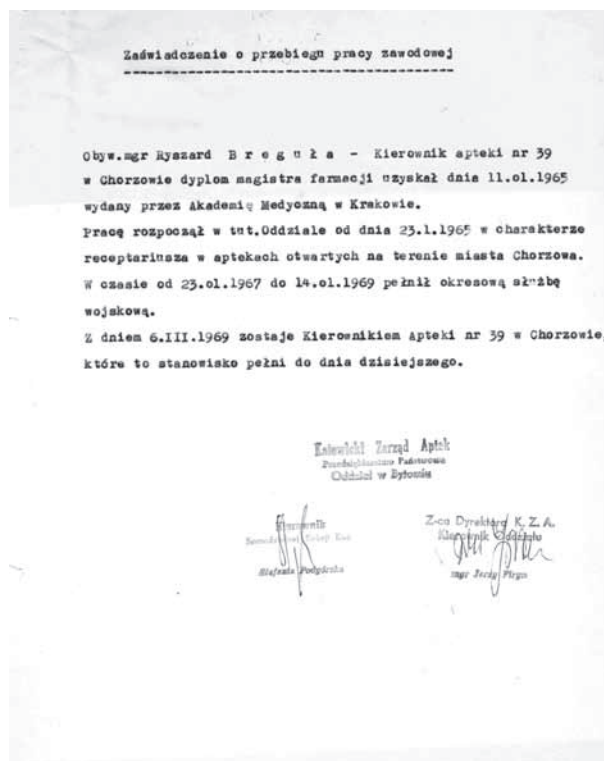 Zaświadczenie o przebiegu pracy zawodowej
Obyw.mgr Ryszard B r e g u ł a - Kierownik apteki nr 39
w Chorzowie dyplom magistra farmacji uzyskał dnia 11.ol.1965
wydany przez Akademię Medyczną w Krakowie.
Pracę rozpoczął w tut.Oddziale od dnia 23.1.1965 w charakterze
receptariusza w aptekach otwartych na terenie miasta Chorzowa.
W czasie od 23.ol.1967 do 14.ol.1969 pełnił okresową służbę
wojskową.
Z dniem 6.III.1969 zostaje Kierownikiem Apteki nr 39 w Chorzowie,
które to stanowisko pełni do dnia dzisiejszego.
Katowicki Zarząd Aptek
Przedsiębiorstwo Państwowe
Oddział w Bytomiu
Kierownik
Z-ca Dyrektora K. Z. A.
Kierownik Oddziału
Podgórska
mgr Jerzy